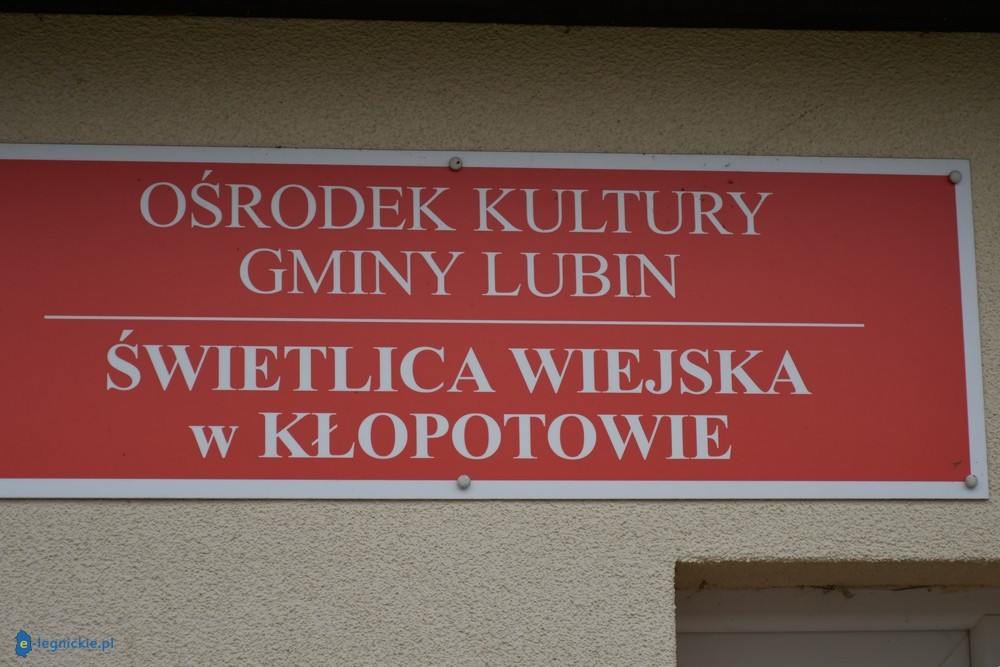 OŚRODEK KULTURY
GMINY LUBIN
ŚWIETLICA WIEJSKA
w KŁOPOTOWIE
e-legnickie.pl